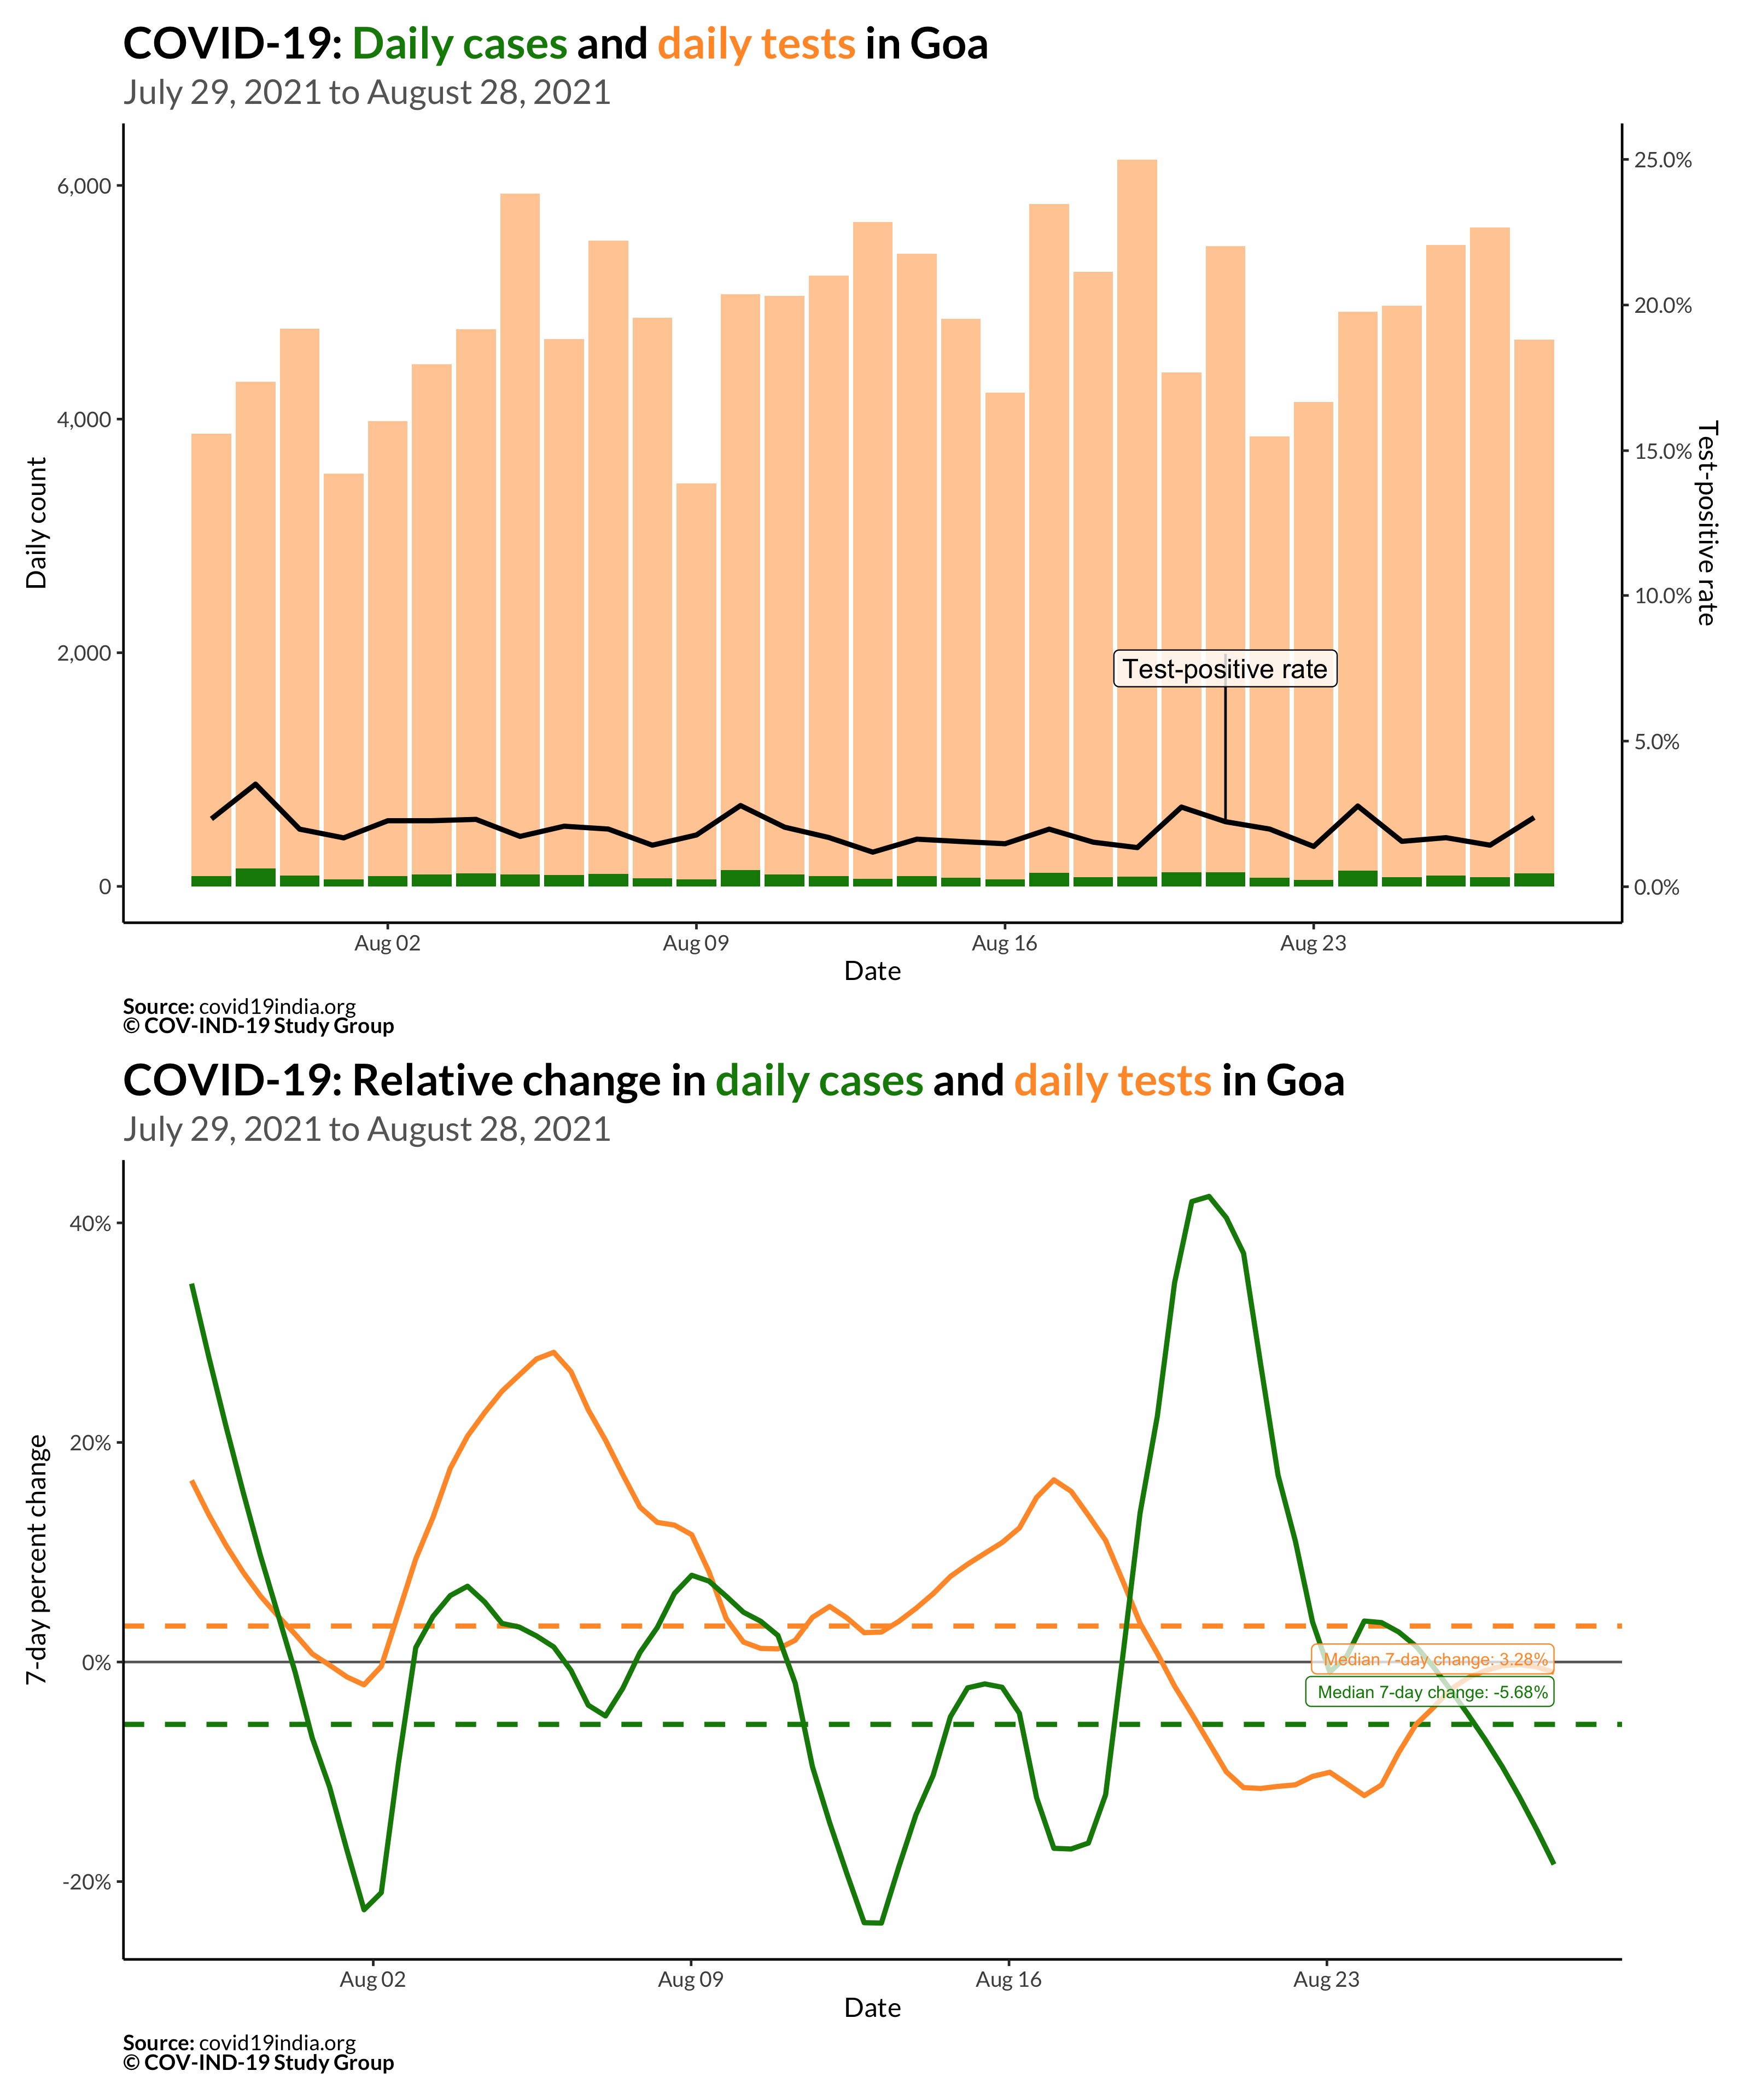 COVID-19: Daily cases and daily tests in Goa
July 29, 2021 to August 28, 2021
6,000
4,000
2,000
0
Daily count
25.0%
20.0%
15.0%
10.0%
5.0%
0.0%
Test-positive rate
Test-positive rate
Aug 02
Aug 09
Aug 16
Aug 23
Date
Source: covid19india.org
© COV-IND-19 Study Group
COVID-19: Relative change in daily cases and daily tests in Goa
July 29, 2021 to August 28, 2021
40%
20%
0%
-20%
7-day percent change
Median 7-day change: 3.28%
Median 7-day change: -5.68%
Aug 02
Aug 09
Aug 16
Aug 23
Date
Source: covid19india.org
© COV-IND-19 Study Group